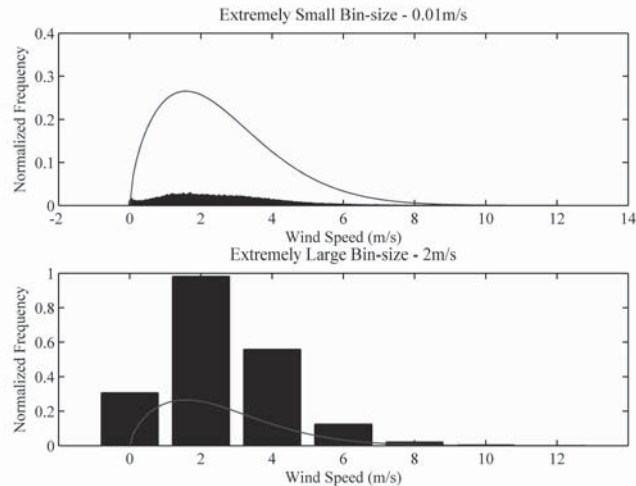 Extremely Small Bin-size - 0.01m/s
Normalized Frequency
0.4
0.3
0.2
0.1
0
-2 0 2 4 6 8 10 12 14
Wind Speed (m/s)
Extremely Large Bin-size - 2m/s
Normalized Frequency
1
0.8
0.6
0.4
0.2
0
0 2 4 6 8 10 12
Wind Speed (m/s)